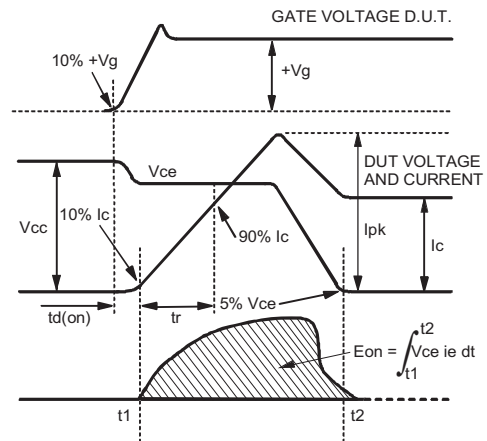 GATE VOLTAGE D.U.T.
10% +Vg
+Vg
Vce
DUT VOLTAGE
AND CURRENT
Vcc
10% Ic
90% Ic
Ipk
Ic
td(on)
tr
5% Vce
Eon = ∫ Vce ie dt
t2
t1
t1
t2